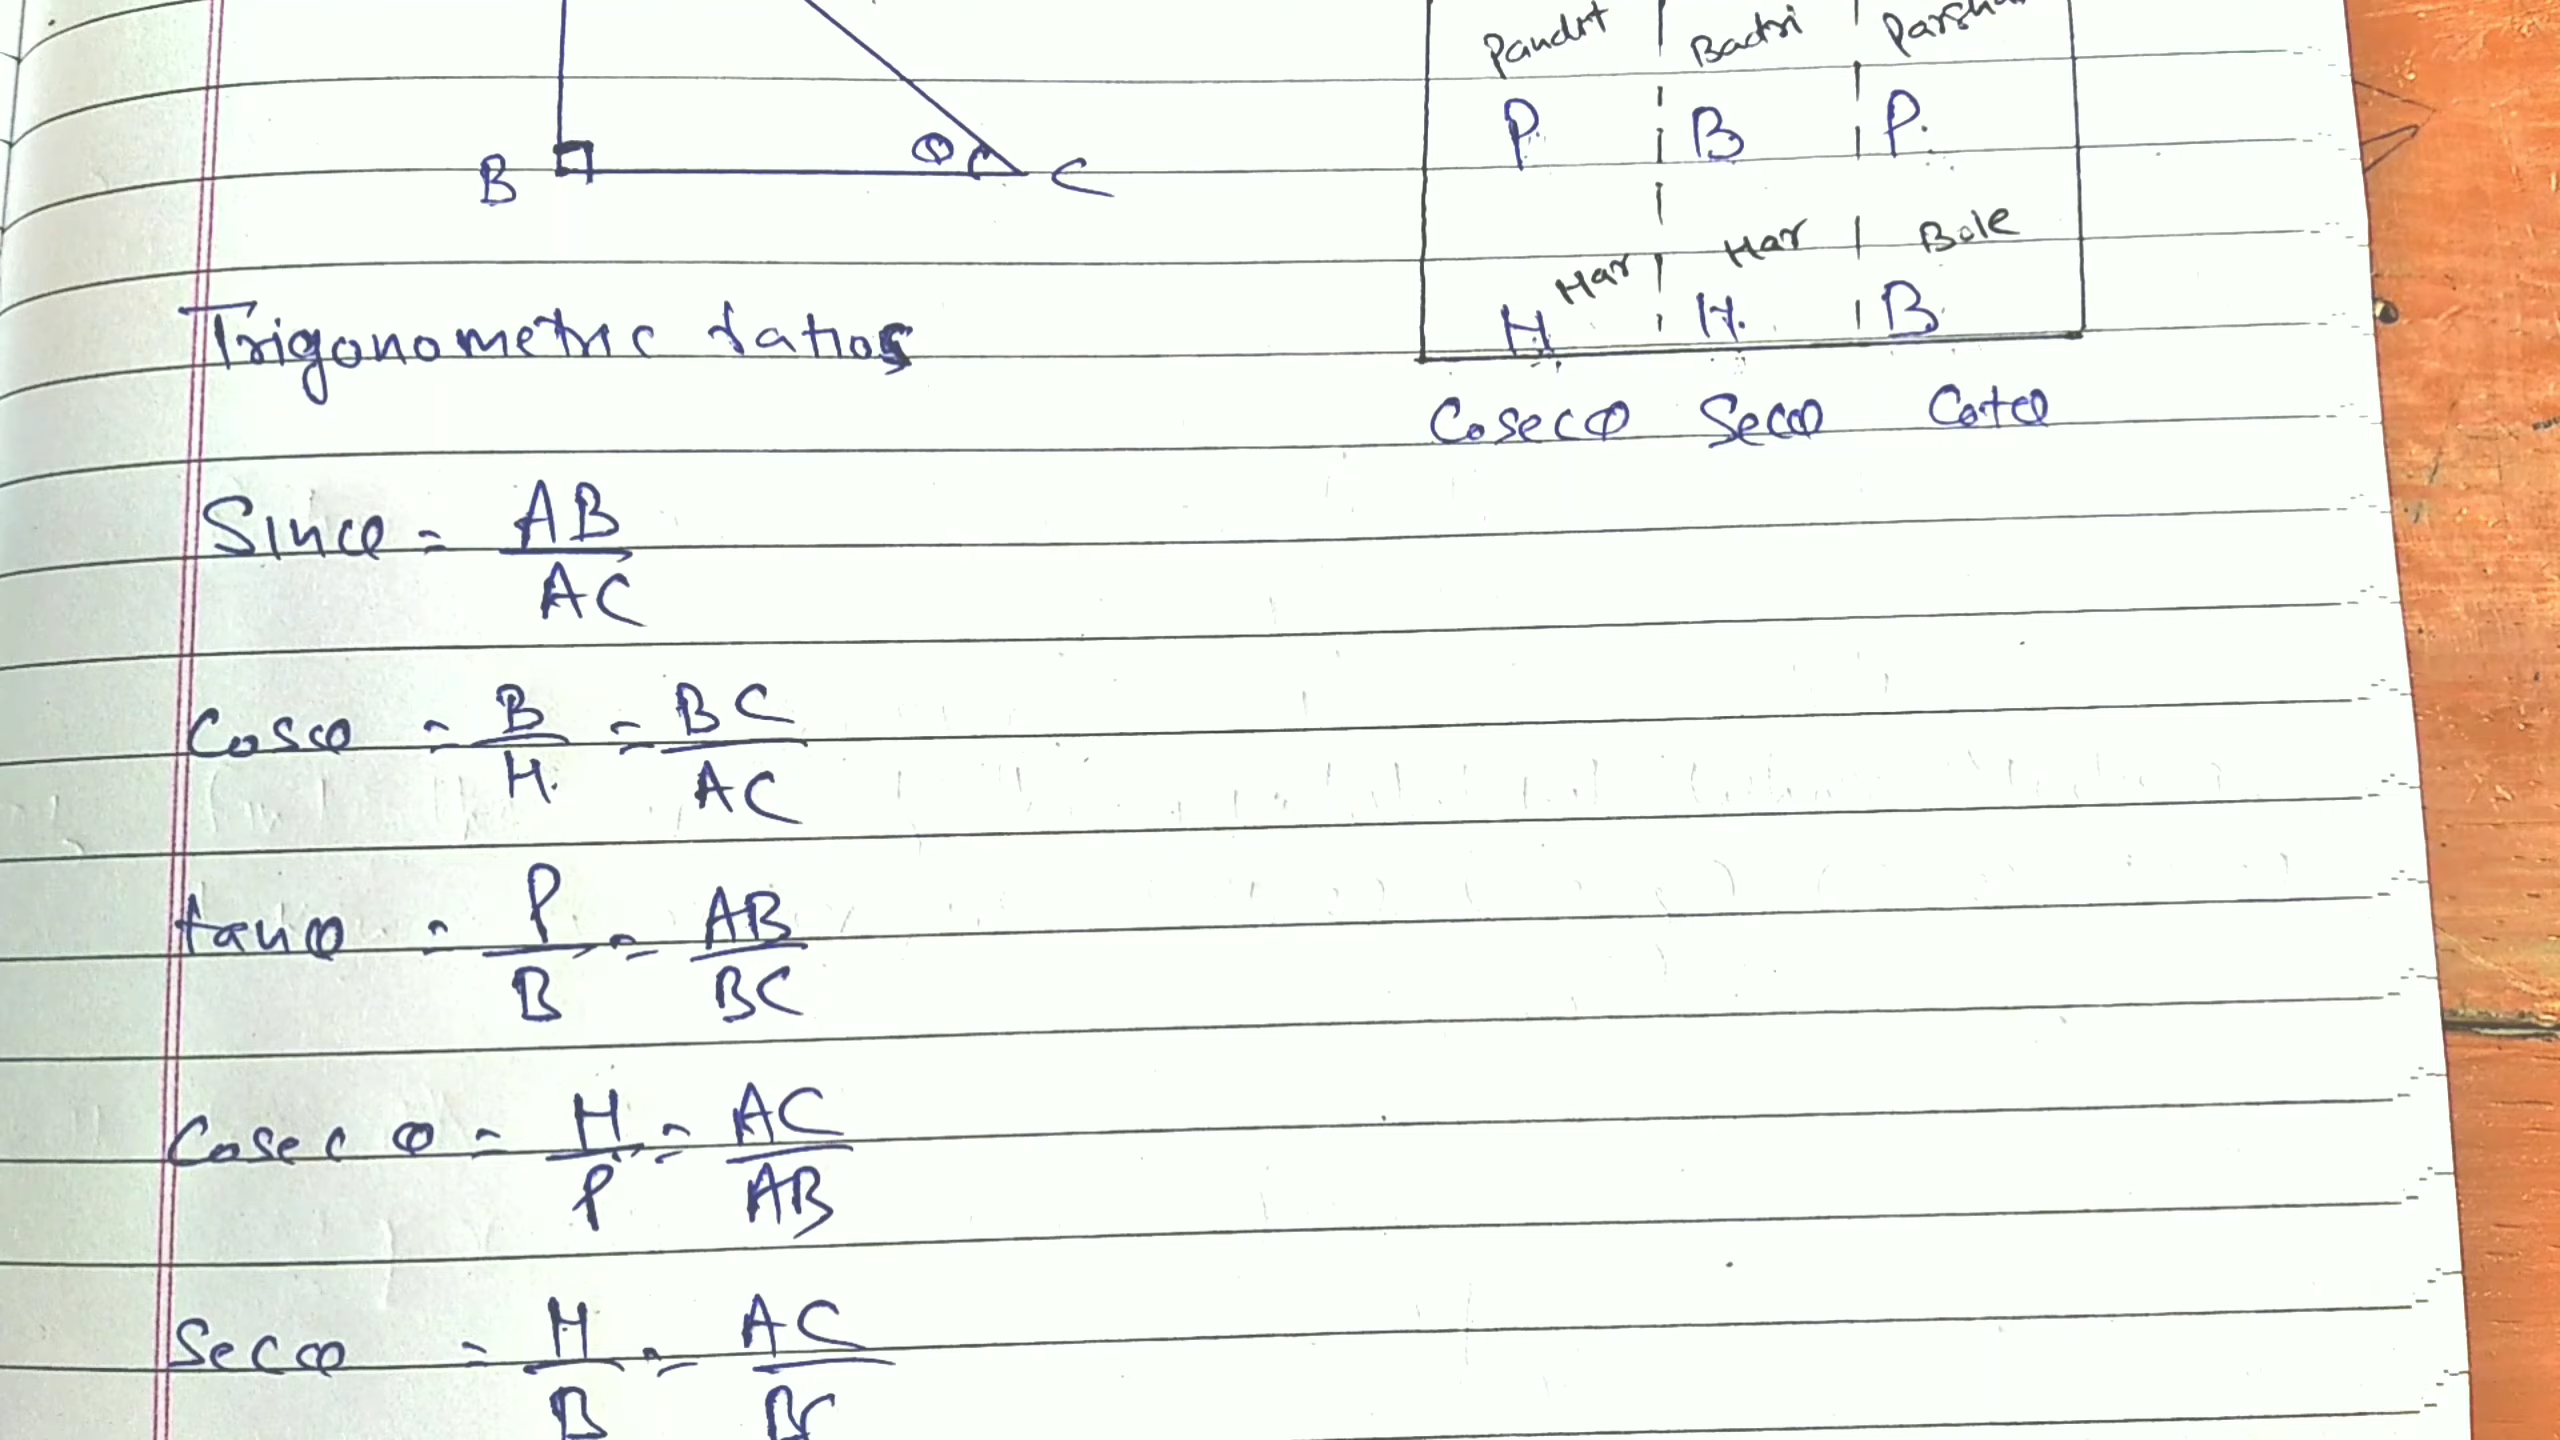 Pandit Badri
P B P.
Har Har Bole
H H. B
B θ C
Trigonometric ratios
Cosecθ Secθ Cotθ
Sinθ = AB/AC
Cosθ = B/H. = BC/AC
tanθ = P/B = AB/BC
Cosec θ = H/P = AC/AB
Secθ = H/B = AC/BC